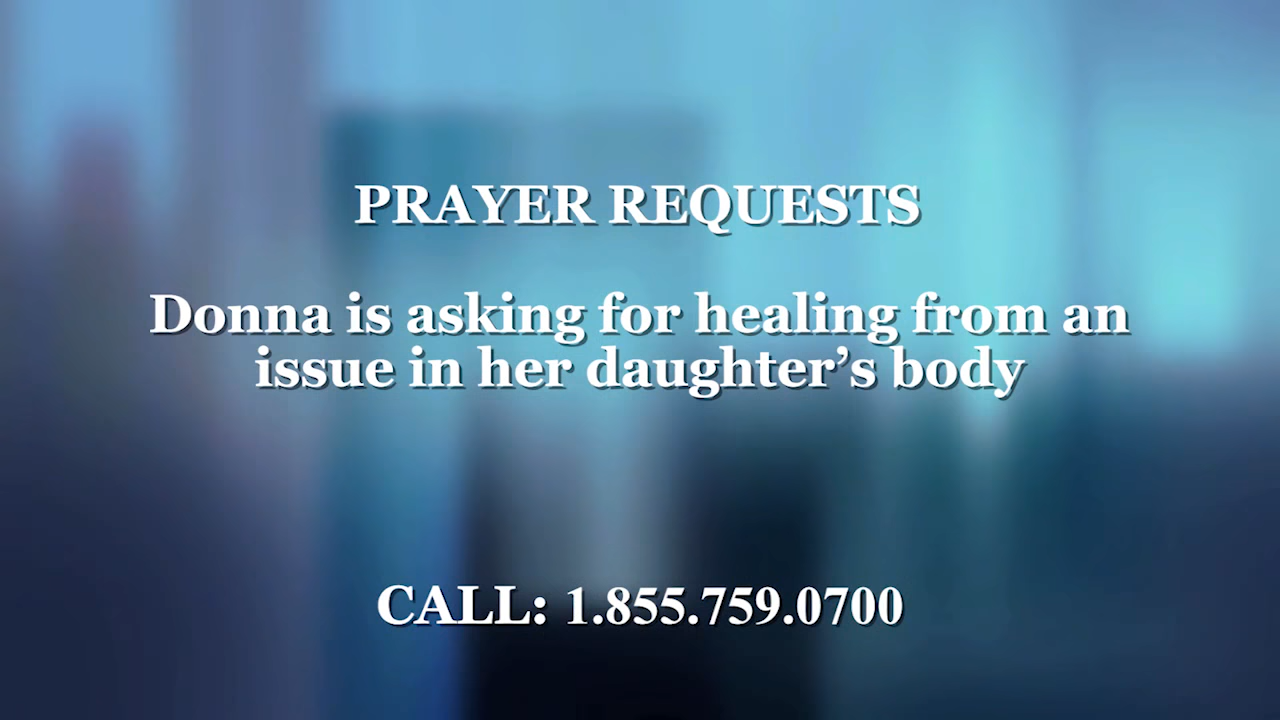 PRAYER REQUESTS
Donna is asking for healing from an
issue in her daughter’s body
CALL: 1.855.759.0700